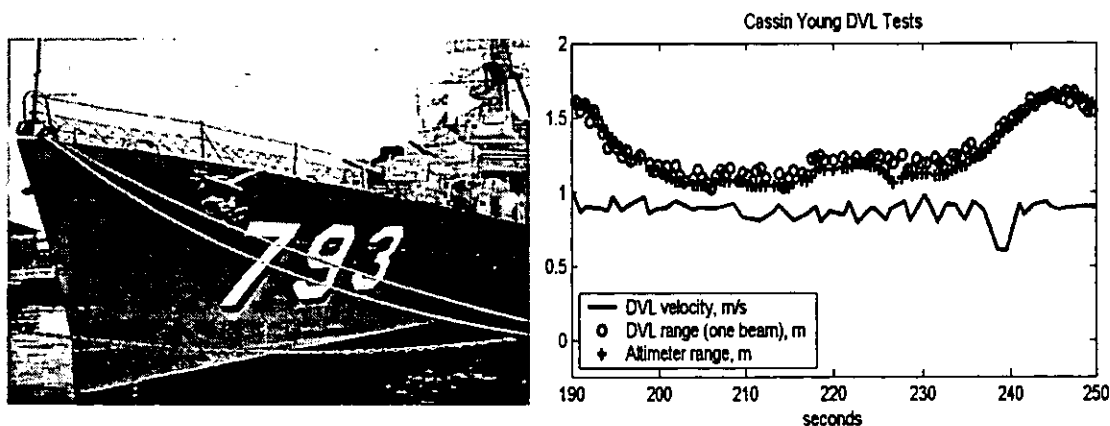 793
Cassin Young DVL Tests
2
1.5
1
0.5
0
DVL velocity, m/s
DVL range (one beam), m
Altimeter range, m
190 200 210 220 230 240 250
seconds